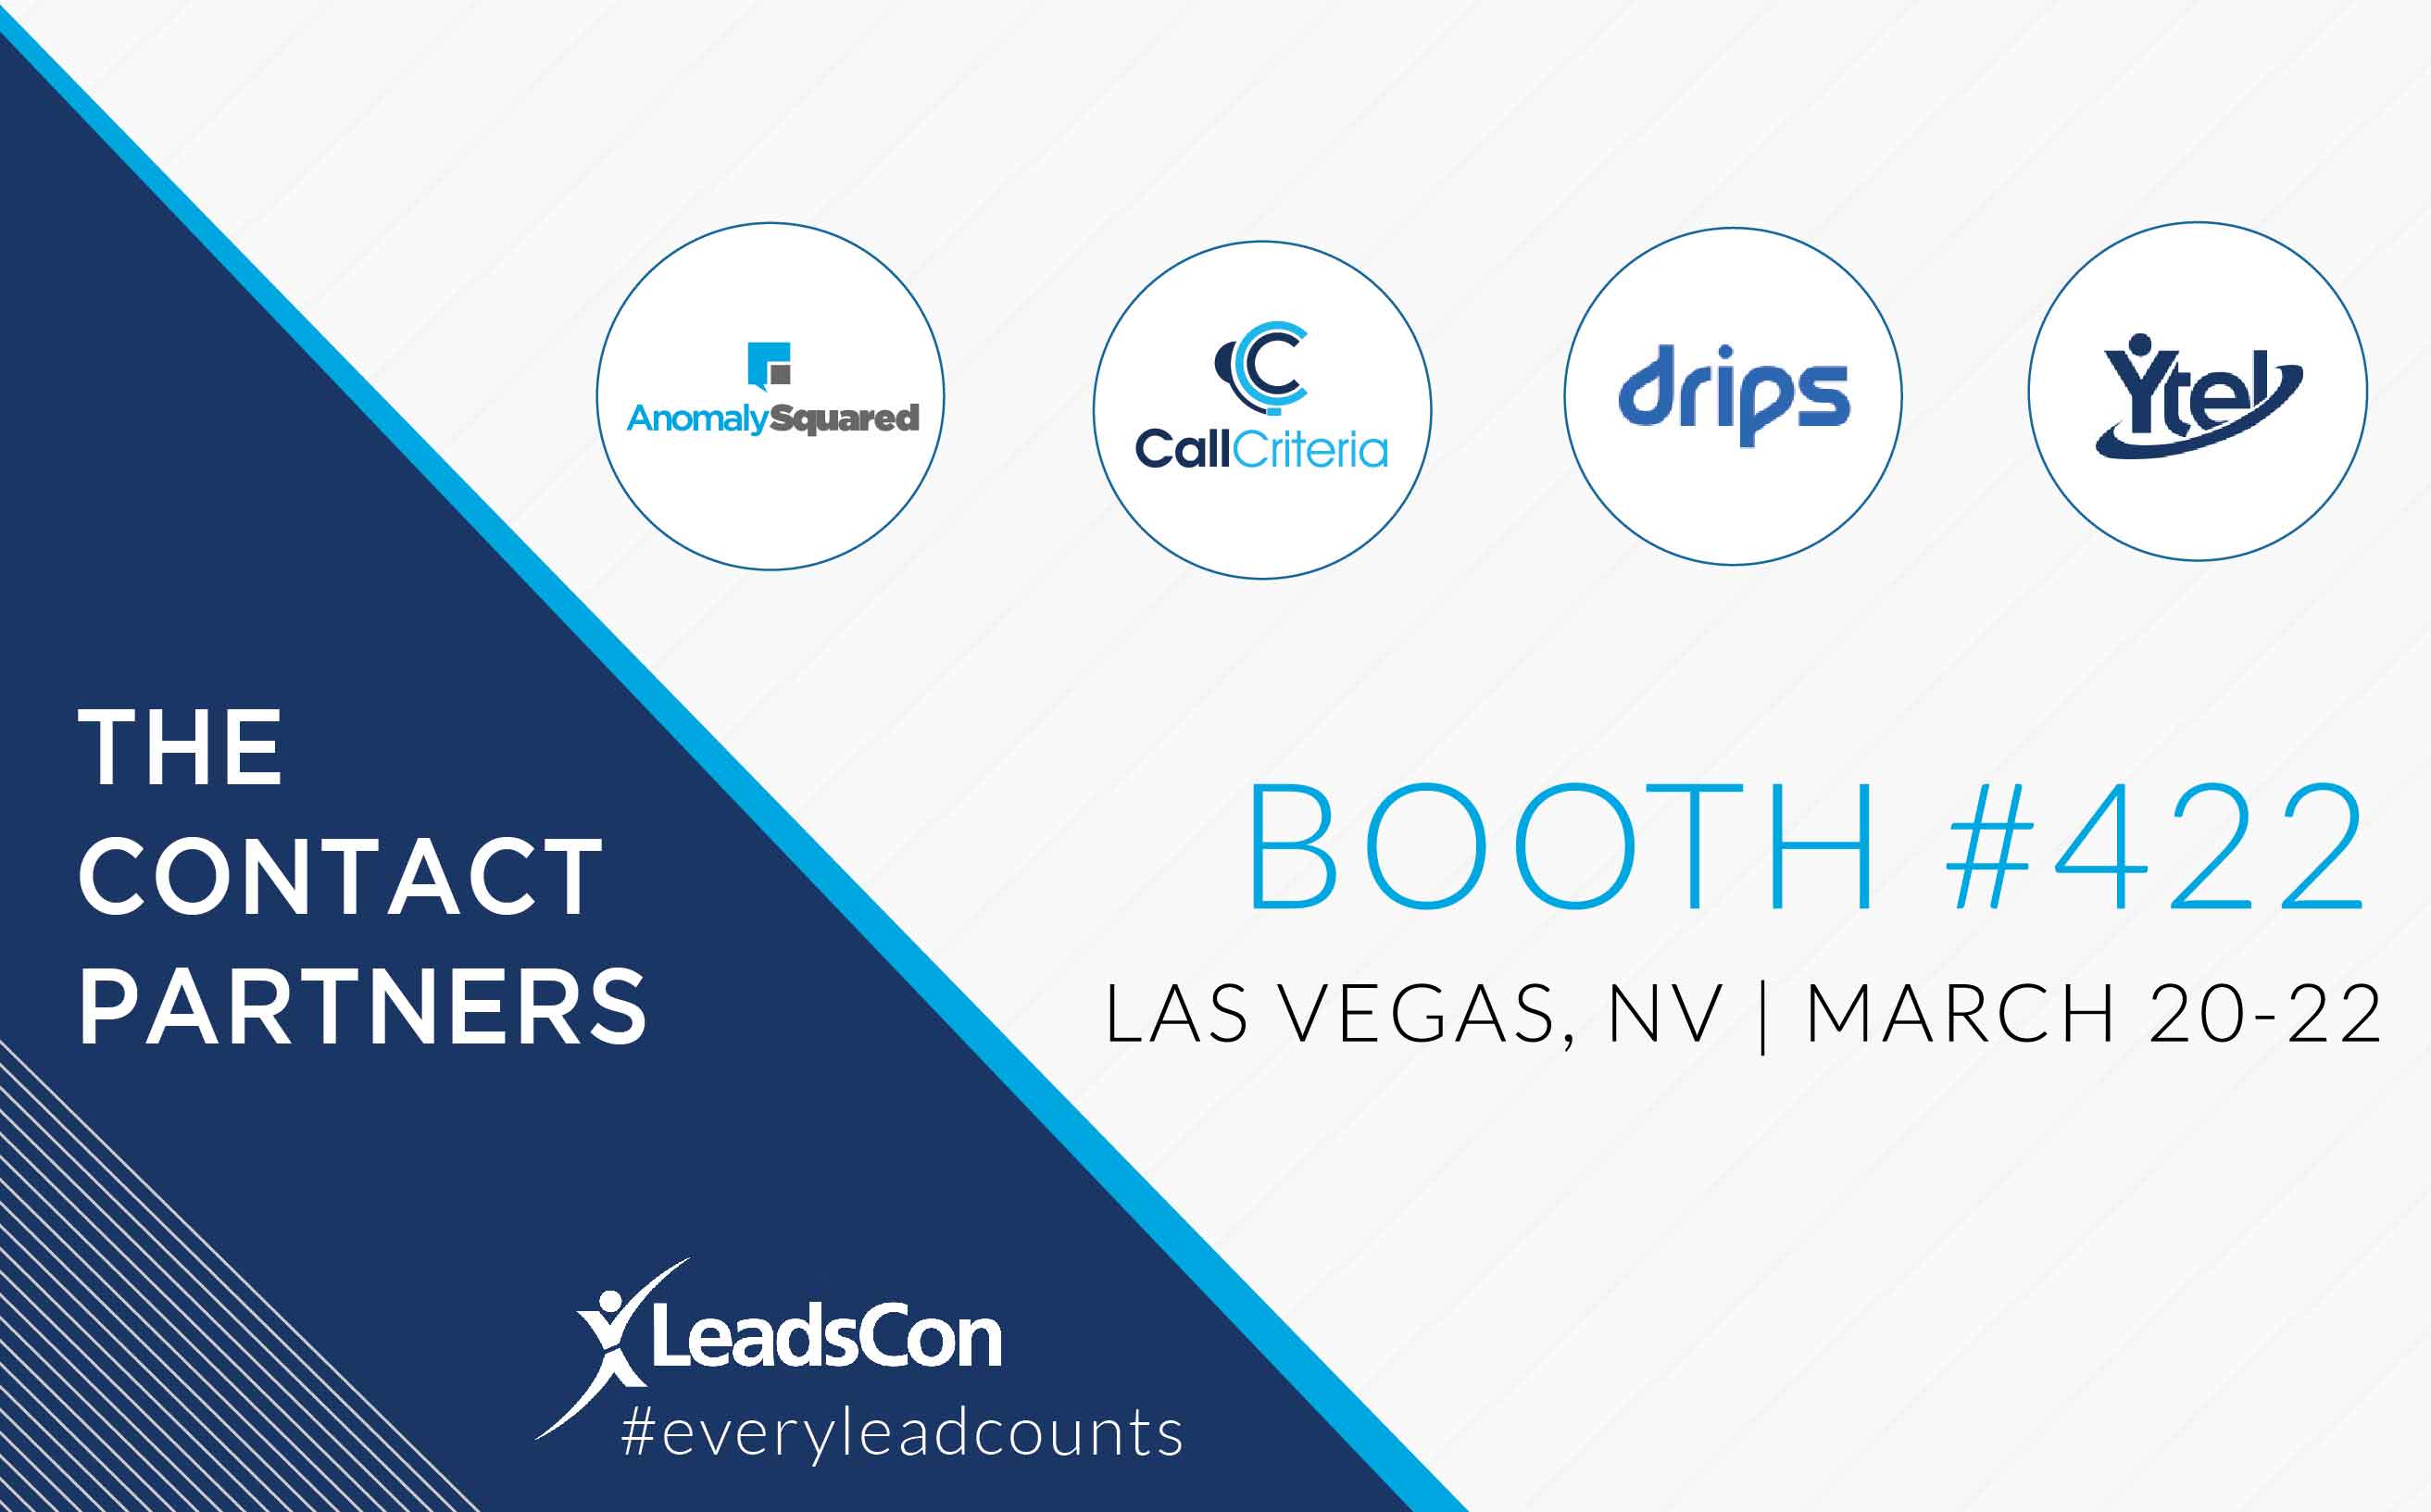 AnomalySquared
CallCriteria
drips
Ytel
THE
CONTACT
PARTNERS
BOOTH #422
LAS VEGAS, NV | MARCH 20-22
LeadsCon
#everyleadcounts